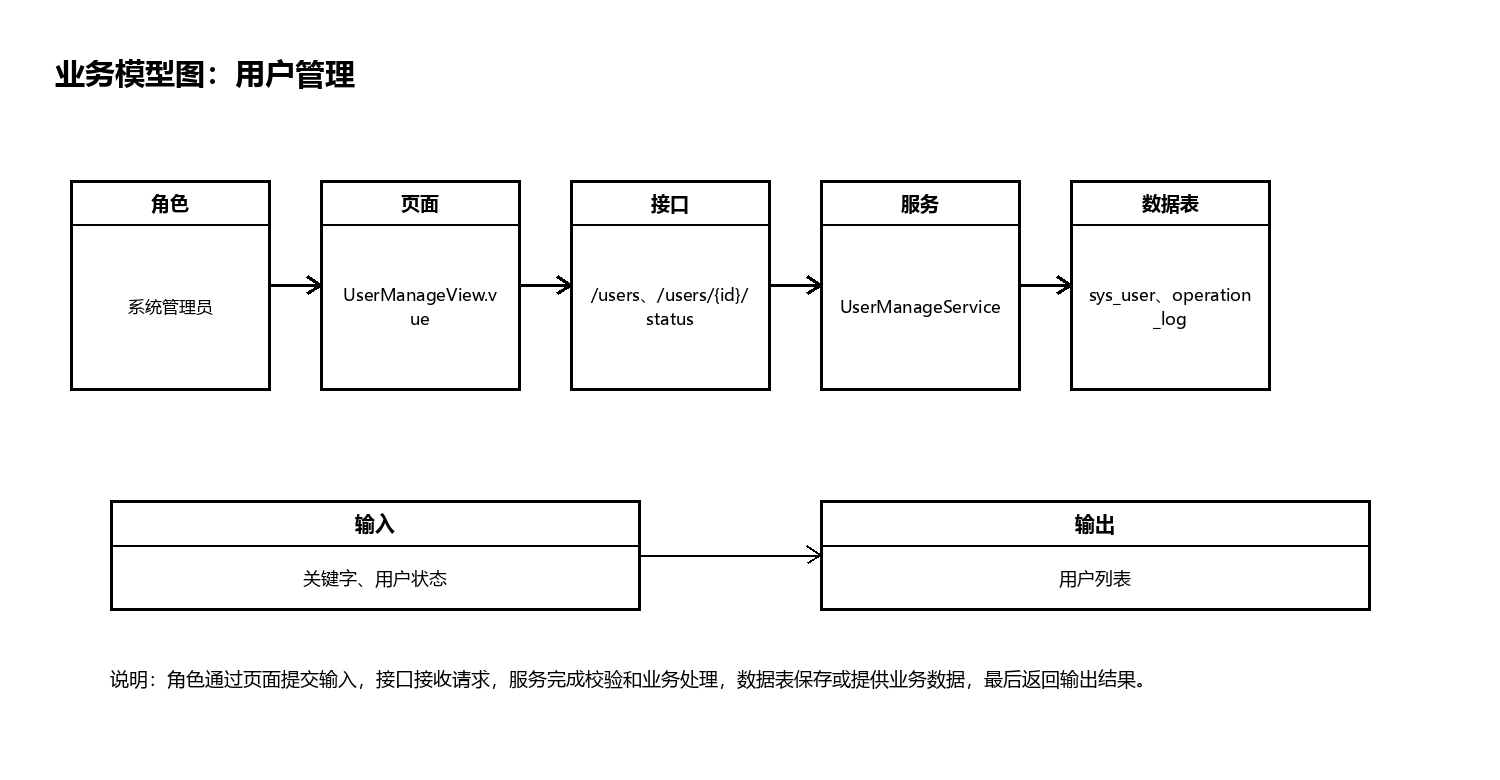 业务模型图：用户管理
角色
系统管理员
页面
UserManageView.v
ue
接口
/users、/users/{id}/
status
服务
UserManageService
数据表
sys_user、operation
_log
输入
关键字、用户状态
输出
用户列表
说明：角色通过页面提交输入，接口接收请求，服务完成校验和业务处理，数据表保存或提供业务数据，最后返回输出结果。